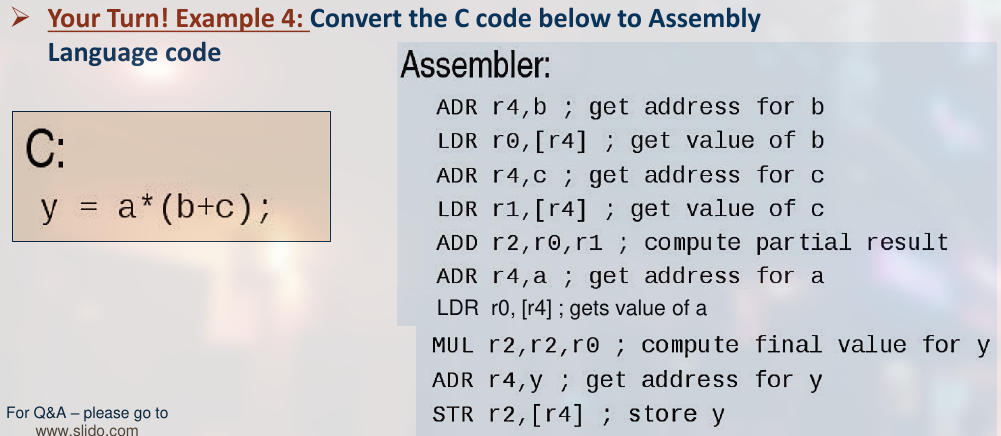 ➤ Your Turn! Example 4: Convert the C code below to Assembly
Language code
C:
y = a*(b+c);
Assembler:
ADR r4,b ; get address for b
LDR r0,[r4] ; get value of b
ADR r4,c ; get address for c
LDR r1,[r4] ; get value of c
ADD r2,r0,r1 ; compute partial result
ADR r4,a ; get address for a
LDR r0, [r4] ; gets value of a
MUL r2,r2,r0 ; compute final value for y
ADR r4,y ; get address for y
STR r2,[r4] ; store y
For Q&A – please go to
www.slido.com